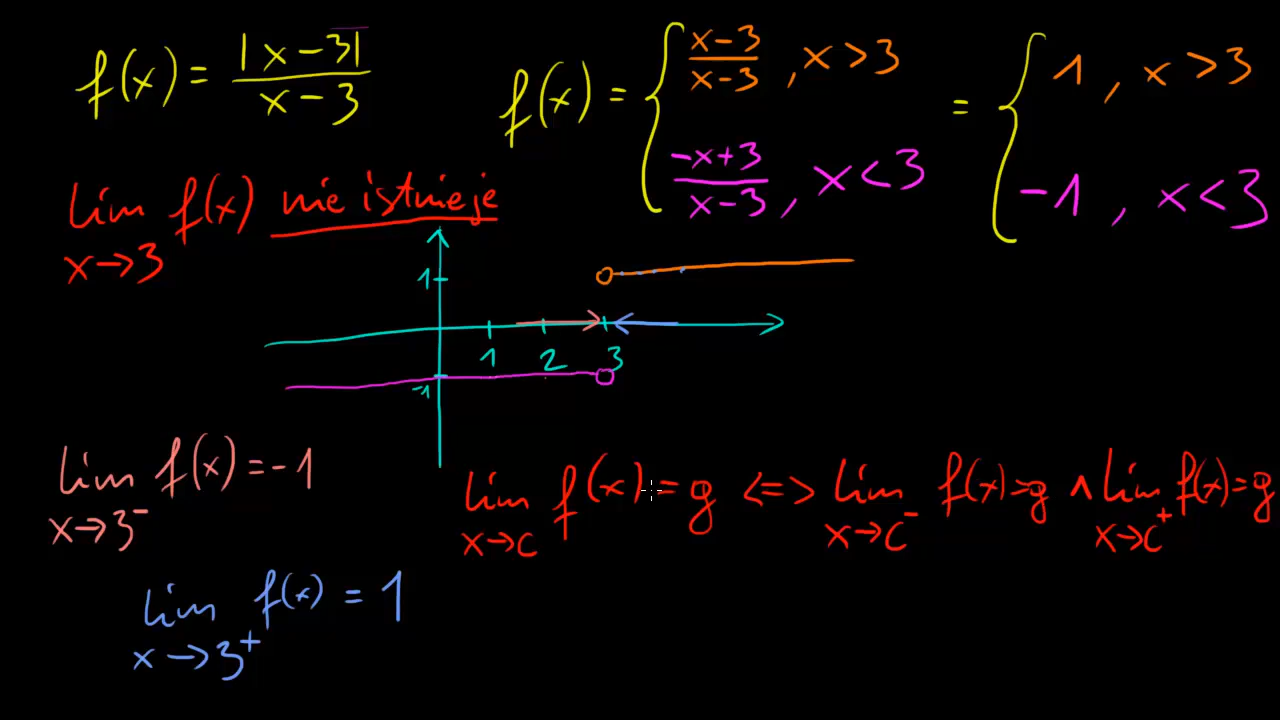 f(x) = |x-3| / x-3
f(x) = { x-3 / x-3 , x > 3
-x+3 / x-3 , x < 3
= { 1 , x > 3
-1 , x < 3
lim x→3 f(x) nie istnieje
1
1 2 3
-1
lim x→3⁻ f(x) = -1
lim x→3⁺ f(x) = 1
lim x→c f(x) = g <=> lim x→c⁻ f(x) = g ∧ lim x→c⁺ f(x) = g